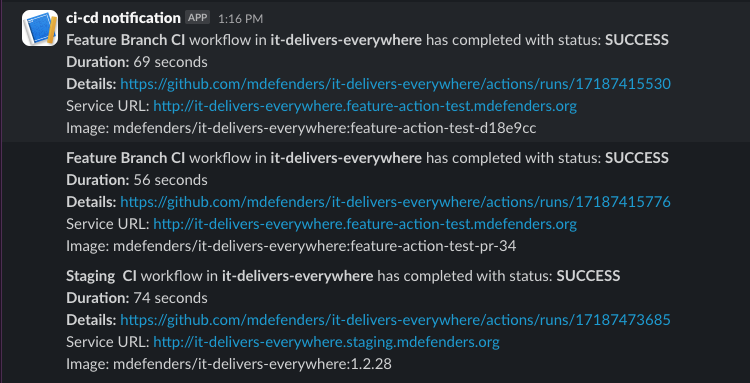 ci-cd notification APP 1:16 PM
Feature Branch CI workflow in it-delivers-everywhere has completed with status: SUCCESS
Duration: 69 seconds
Details: https://github.com/mdefenders/it-delivers-everywhere/actions/runs/17187415530
Service URL: http://it-delivers-everywhere.feature-action-test.mdefenders.org
Image: mdefenders/it-delivers-everywhere:feature-action-test-d18e9cc
Feature Branch CI workflow in it-delivers-everywhere has completed with status: SUCCESS
Duration: 56 seconds
Details: https://github.com/mdefenders/it-delivers-everywhere/actions/runs/17187415776
Service URL: http://it-delivers-everywhere.feature-action-test.mdefenders.org
Image: mdefenders/it-delivers-everywhere:feature-action-test-pr-34
Staging  CI workflow in it-delivers-everywhere has completed with status: SUCCESS
Duration: 74 seconds
Details: https://github.com/mdefenders/it-delivers-everywhere/actions/runs/17187473685
Service URL: http://it-delivers-everywhere.staging.mdefenders.org
Image: mdefenders/it-delivers-everywhere:1.2.28